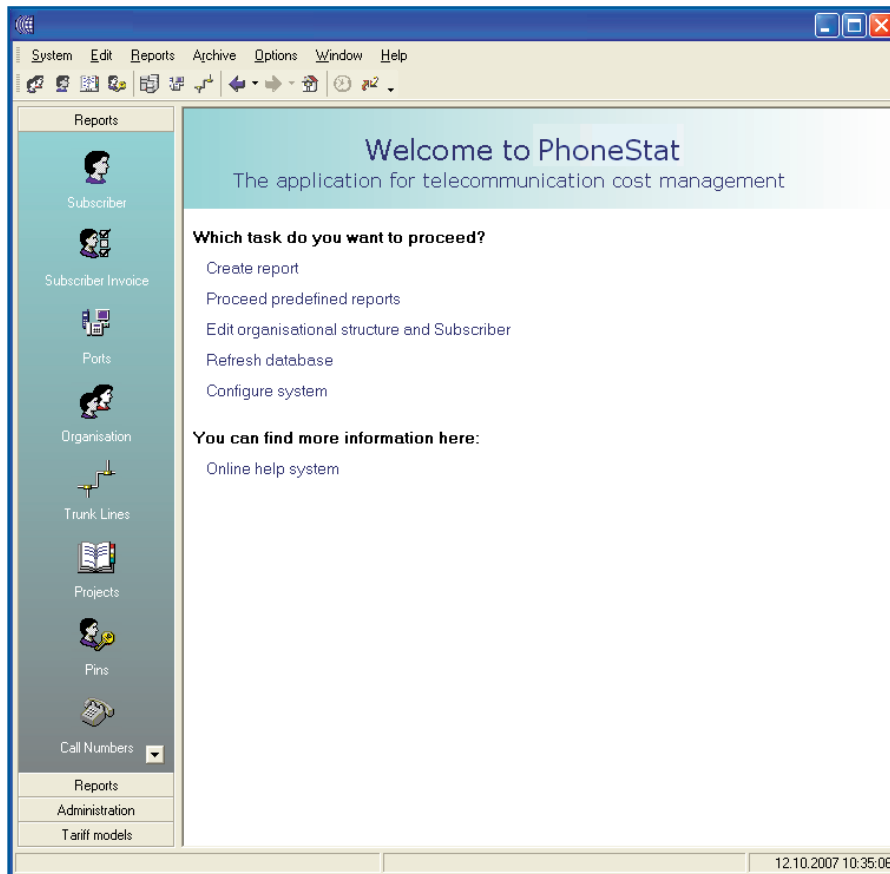 System Edit Reports Archive Options Window Help
Reports
Subscriber
Subscriber Invoice
Ports
Organisation
Trunk Lines
Projects
Pins
Call Numbers
Reports
Administration
Tariff models
Welcome to PhoneStat
The application for telecommunication cost management
Which task do you want to proceed?
Create report
Proceed predefined reports
Edit organisational structure and Subscriber
Refresh database
Configure system
You can find more information here:
Online help system
12.10.2007 10:35:06